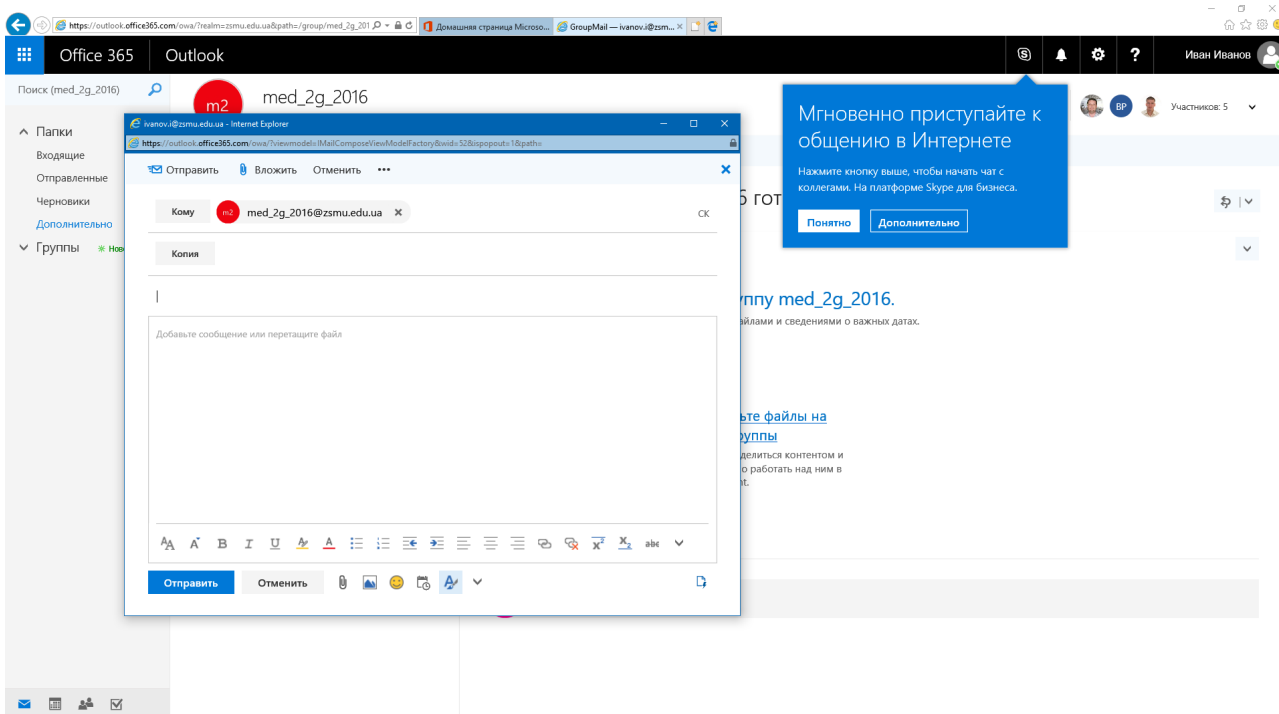 https://outlook.office365.com/owa/?realm=zsmu.edu.ua&path=/group/med_2g_201
Домашняя страница Microso...
GroupMail — ivanov.i@zsm...
Office 365
Outlook
Иван Иванов
Поиск (med_2g_2016)
m2
med_2g_2016
BP
Участников: 5
Мгновенно приступайте к
общению в Интернете
Нажмите кнопку выше, чтобы начать чат с
коллегами. На платформе Skype для бизнеса.
Понятно
Дополнительно
Папки
Входящие
Отправленные
Черновики
Дополнительно
Группы
ivanov.i@zsmu.edu.ua - Internet Explorer
https://outlook.office365.com/owa/?viewmodel=IMailComposeViewModelFactory&wid=52&ispopout=1&path=
Отправить
Вложить
Отменить
•••
Кому
m2
med_2g_2016@zsmu.edu.ua
СК
Копия
Добавьте сообщение или перетащите файл
Отправить
Отменить
уппу med_2g_2016.
айлами и сведениями о важных датах.
ьте файлы на
руппы
делиться контентом и
о работать над ним в
nt.